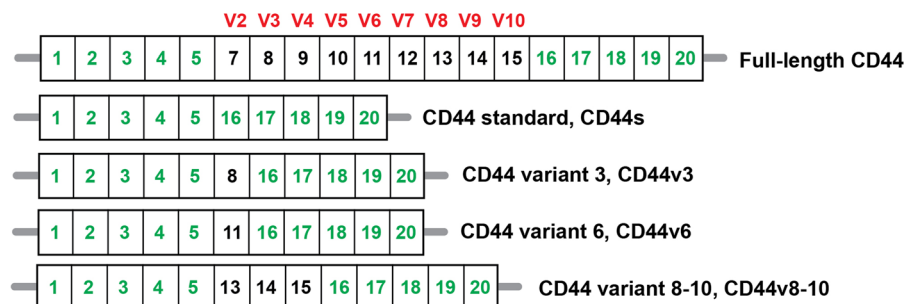 V2 V3 V4 V5 V6 V7 V8 V9 V10
1 2 3 4 5 7 8 9 10 11 12 13 14 15 16 17 18 19 20 Full-length CD44
1 2 3 4 5 16 17 18 19 20 CD44 standard, CD44s
1 2 3 4 5 8 16 17 18 19 20 CD44 variant 3, CD44v3
1 2 3 4 5 11 16 17 18 19 20 CD44 variant 6, CD44v6
1 2 3 4 5 13 14 15 16 17 18 19 20 CD44 variant 8-10, CD44v8-10